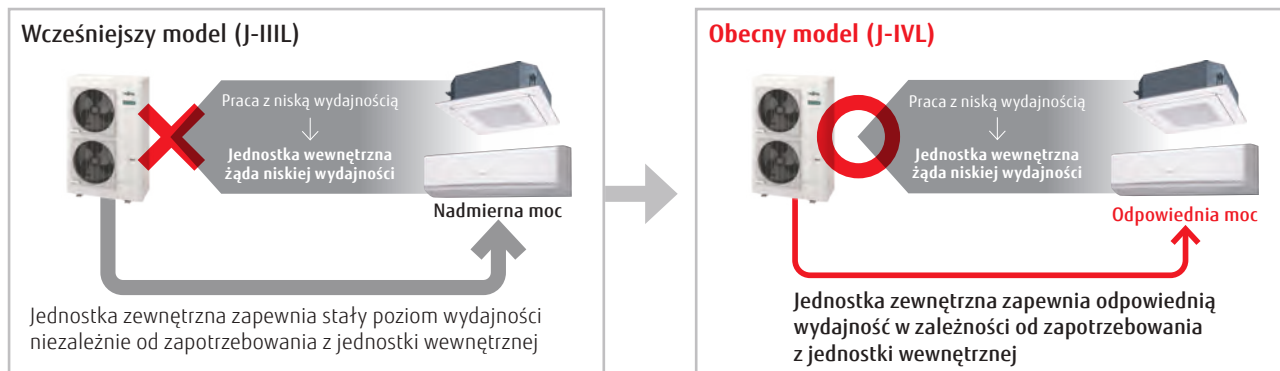 Wcześniejszy model (J-IIIL)
Praca z niską wydajnością
Jednostka wewnętrzna
żąda niskiej wydajności
Nadmierna moc
Jednostka zewnętrzna zapewnia stały poziom wydajności
niezależnie od zapotrzebowania z jednostki wewnętrznej
Obecny model (J-IVL)
Praca z niską wydajnością
Jednostka wewnętrzna
żąda niskiej wydajności
Odpowiednia moc
Jednostka zewnętrzna zapewnia odpowiednią
wydajność w zależności od zapotrzebowania
z jednostki wewnętrznej